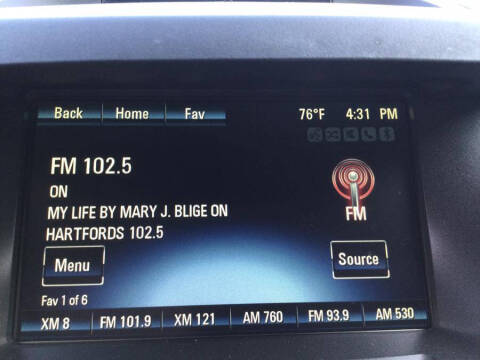 Back Home Fav 76°F 4:31 PM
FM 102.5
ON
MY LIFE BY MARY J. BLIGE ON
HARTFORDS 102.5
FM
Menu
Source
Fav 1 of 6
XM 8 FM 101.9 XM 121 AM 760 FM 93.9 AM 530